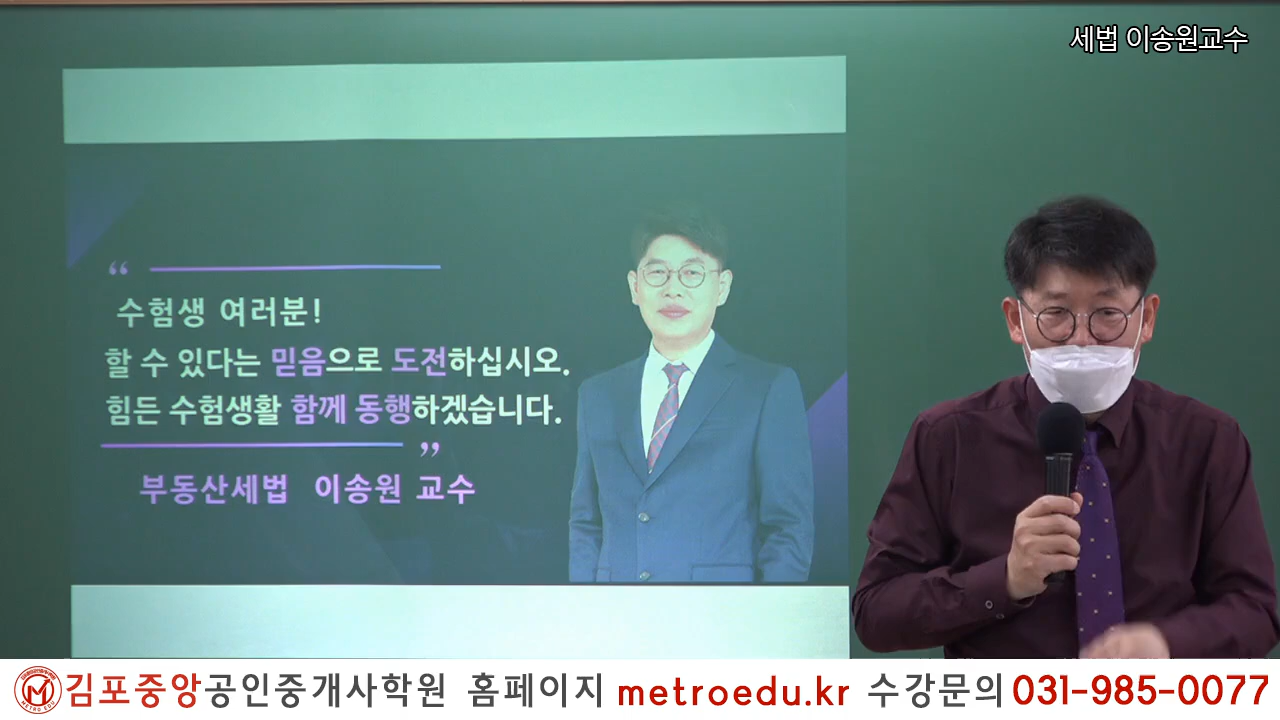 세법 이송원교수
“
수험생 여러분!
할 수 있다는 믿음으로 도전하십시오.
힘든 수험생활 함께 동행하겠습니다.
”
부동산세법 이송원 교수
METRO EDU
김포중앙공인중개사학원 홈페이지 metroedu.kr 수강문의 031-985-0077